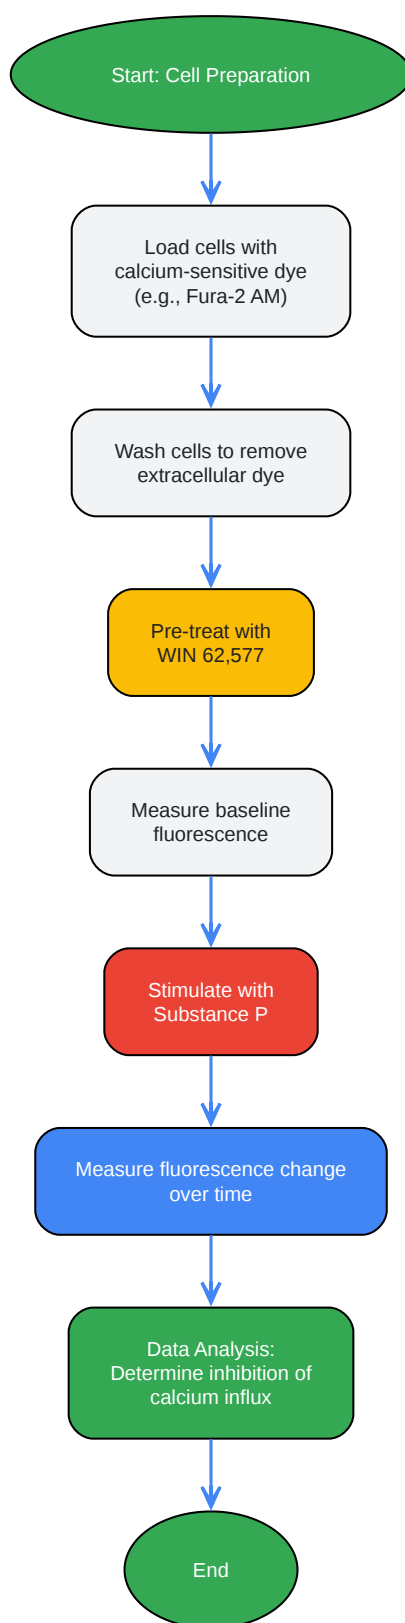 Start: Cell Preparation
Load cells with
calcium-sensitive dye
(e.g., Fura-2 AM)
Wash cells to remove
extracellular dye
Pre-treat with
WIN 62,577
Measure baseline
fluorescence
Stimulate with
Substance P
Measure fluorescence change
over time
Data Analysis:
Determine inhibition of
calcium influx
End